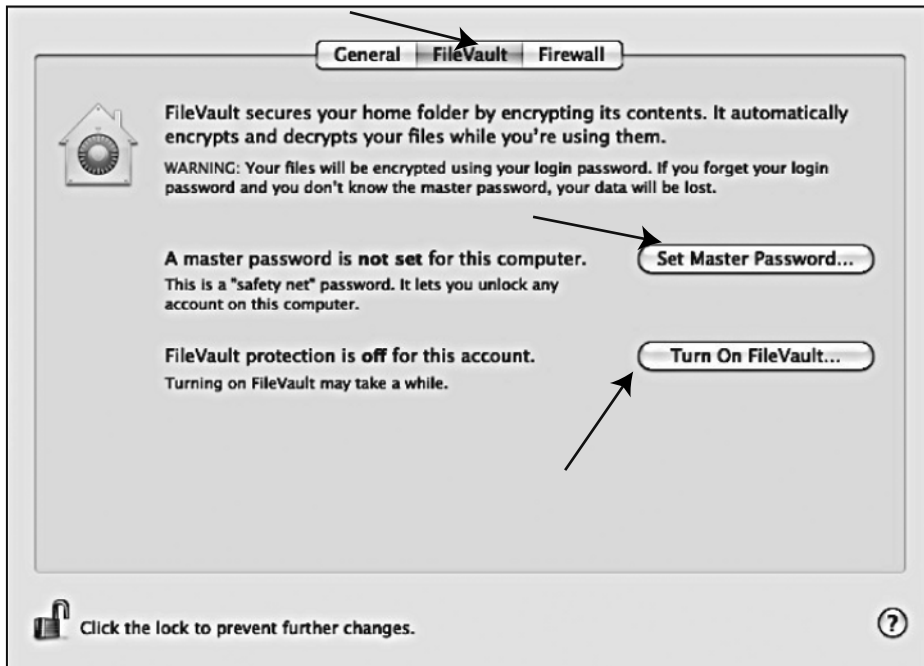 General FileVault Firewall
FileVault secures your home folder by encrypting its contents. It automatically
encrypts and decrypts your files while you're using them.
WARNING: Your files will be encrypted using your login password. If you forget your login
password and you don't know the master password, your data will be lost.
A master password is not set for this computer.
Set Master Password...
This is a "safety net" password. It lets you unlock any
account on this computer.
FileVault protection is off for this account.
Turn On FileVault...
Turning on FileVault may take a while.
Click the lock to prevent further changes.
?